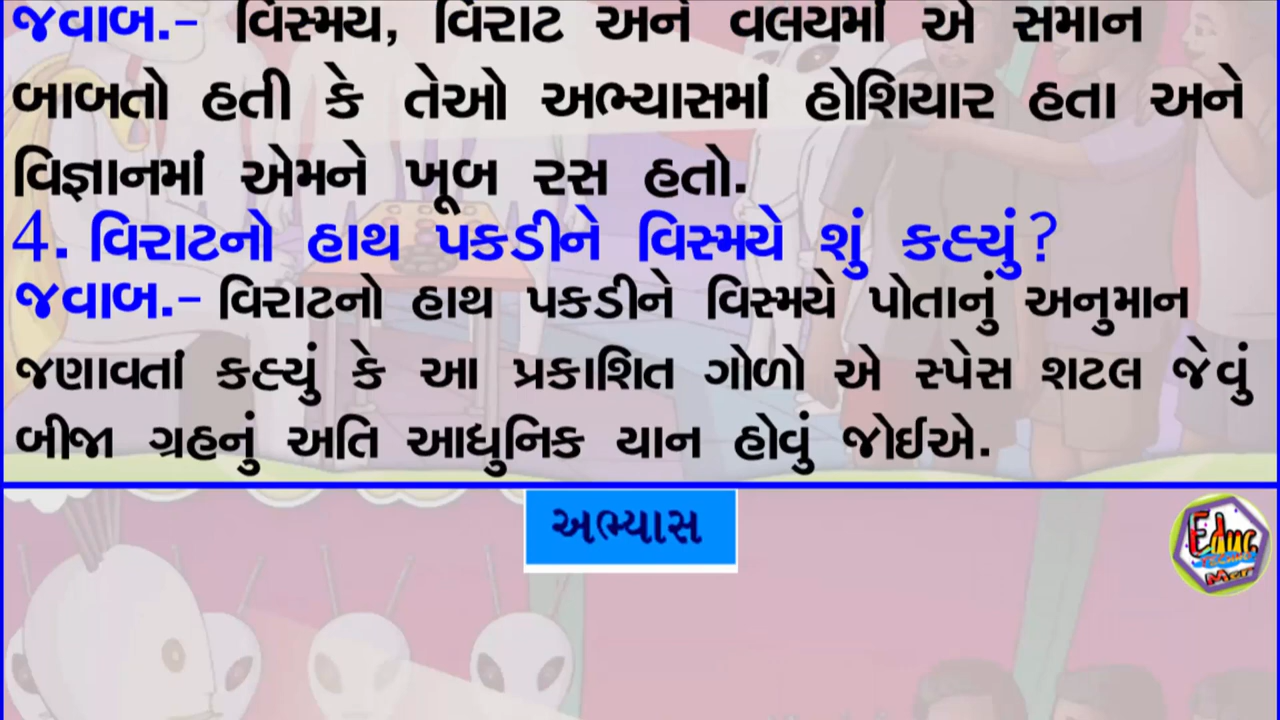 જવાબ.- વિસ્મય, વિરાટ અને વલયમાં એ સમાન
બાબતો હતી કે તેઓ અભ્યાસમાં હોશિયાર હતા અને
વિજ્ઞાનમાં એમને ખૂબ રસ હતો.
4. વિરાટનો હાથ પકડીને વિસ્મયે શું કહ્યું?
જવાબ.- વિરાટનો હાથ પકડીને વિસ્મયે પોતાનું અનુમાન
જણાવતાં કહ્યું કે આ પ્રકાશિત ગોળો એ સ્પેસ શટલ જેવું
બીજા ગ્રહનું અતિ આધુનિક યાન હોવું જોઈએ.
અભ્યાસ
Educ